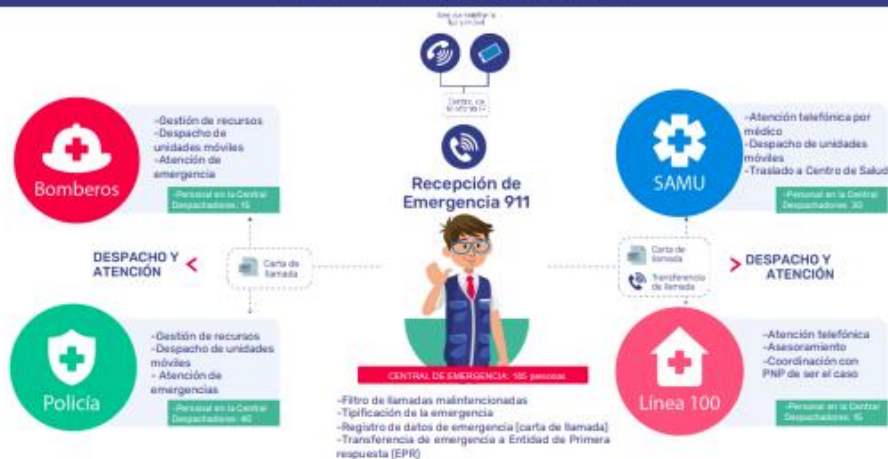 Recepción de
Emergencia 911
Bomberos
-Gestión de recursos
-Despacho de
unidades móviles
-Atención de
emergencia
-Personal en la Central
Despachadores: 15
SAMU
-Atención telefónica por
médico
-Despacho de unidades
móviles
-Traslado a Centro de Salud
-Personal en la Central
Despachadores: 30
DESPACHO Y
ATENCIÓN
Carta de
llamada
Carta de
llamada
Transferencia
de llamada
DESPACHO Y
ATENCIÓN
Policía
-Gestión de recursos
-Despacho de unidades
móviles
- Atención de
emergencias
-Personal en la Central
Despachadores: 40
CENTRAL DE EMERGENCIA: 185 personas
-Filtro de llamadas malintencionadas
-Tipificación de la emergencia
-Registro de datos de emergencia (carta de llamada)
-Transferencia de emergencia a Entidad de Primera
respuesta (EPR)
Línea 100
-Atención telefónica
-Asesoramiento
-Coordinación con
PNP de ser el caso
-Personal en la Central
Despachadores: 15